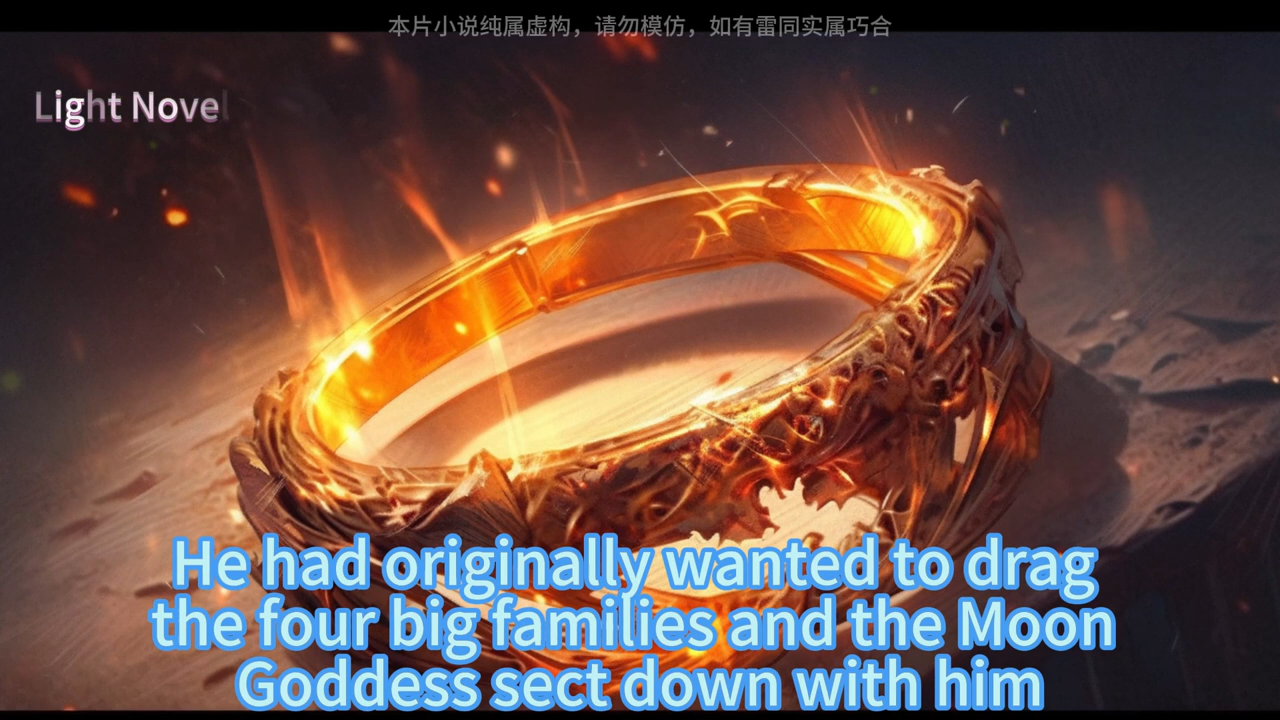 本片小说纯属虚构，请勿模仿，如有雷同实属巧合
Light Novel
He had originally wanted to drag
the four big families and the Moon
Goddess sect down with him